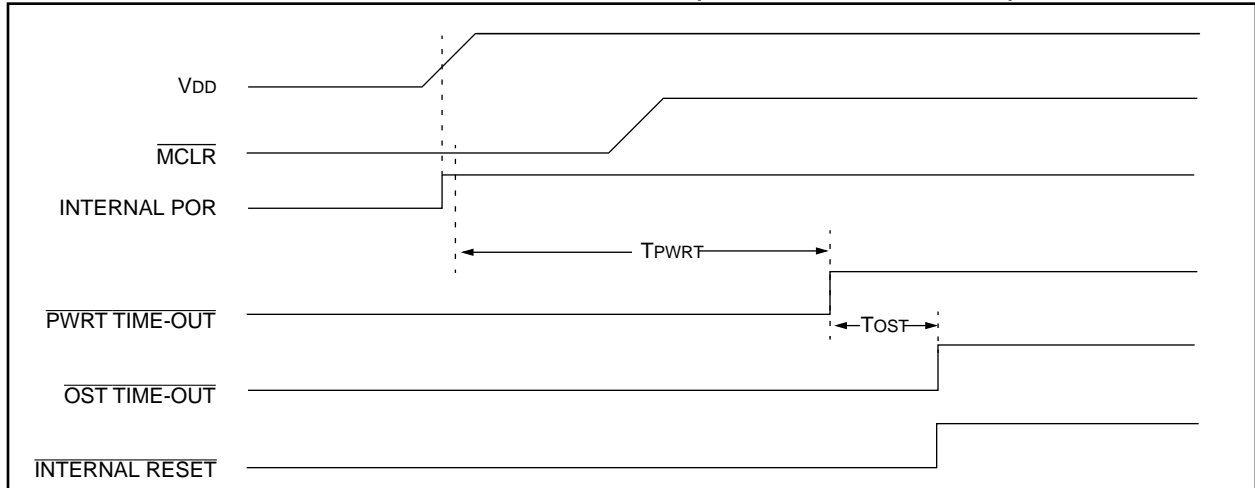 VDD
MCLR
INTERNAL POR
TPWRT
PWRT TIME-OUT
TOST
OST TIME-OUT
INTERNAL RESET